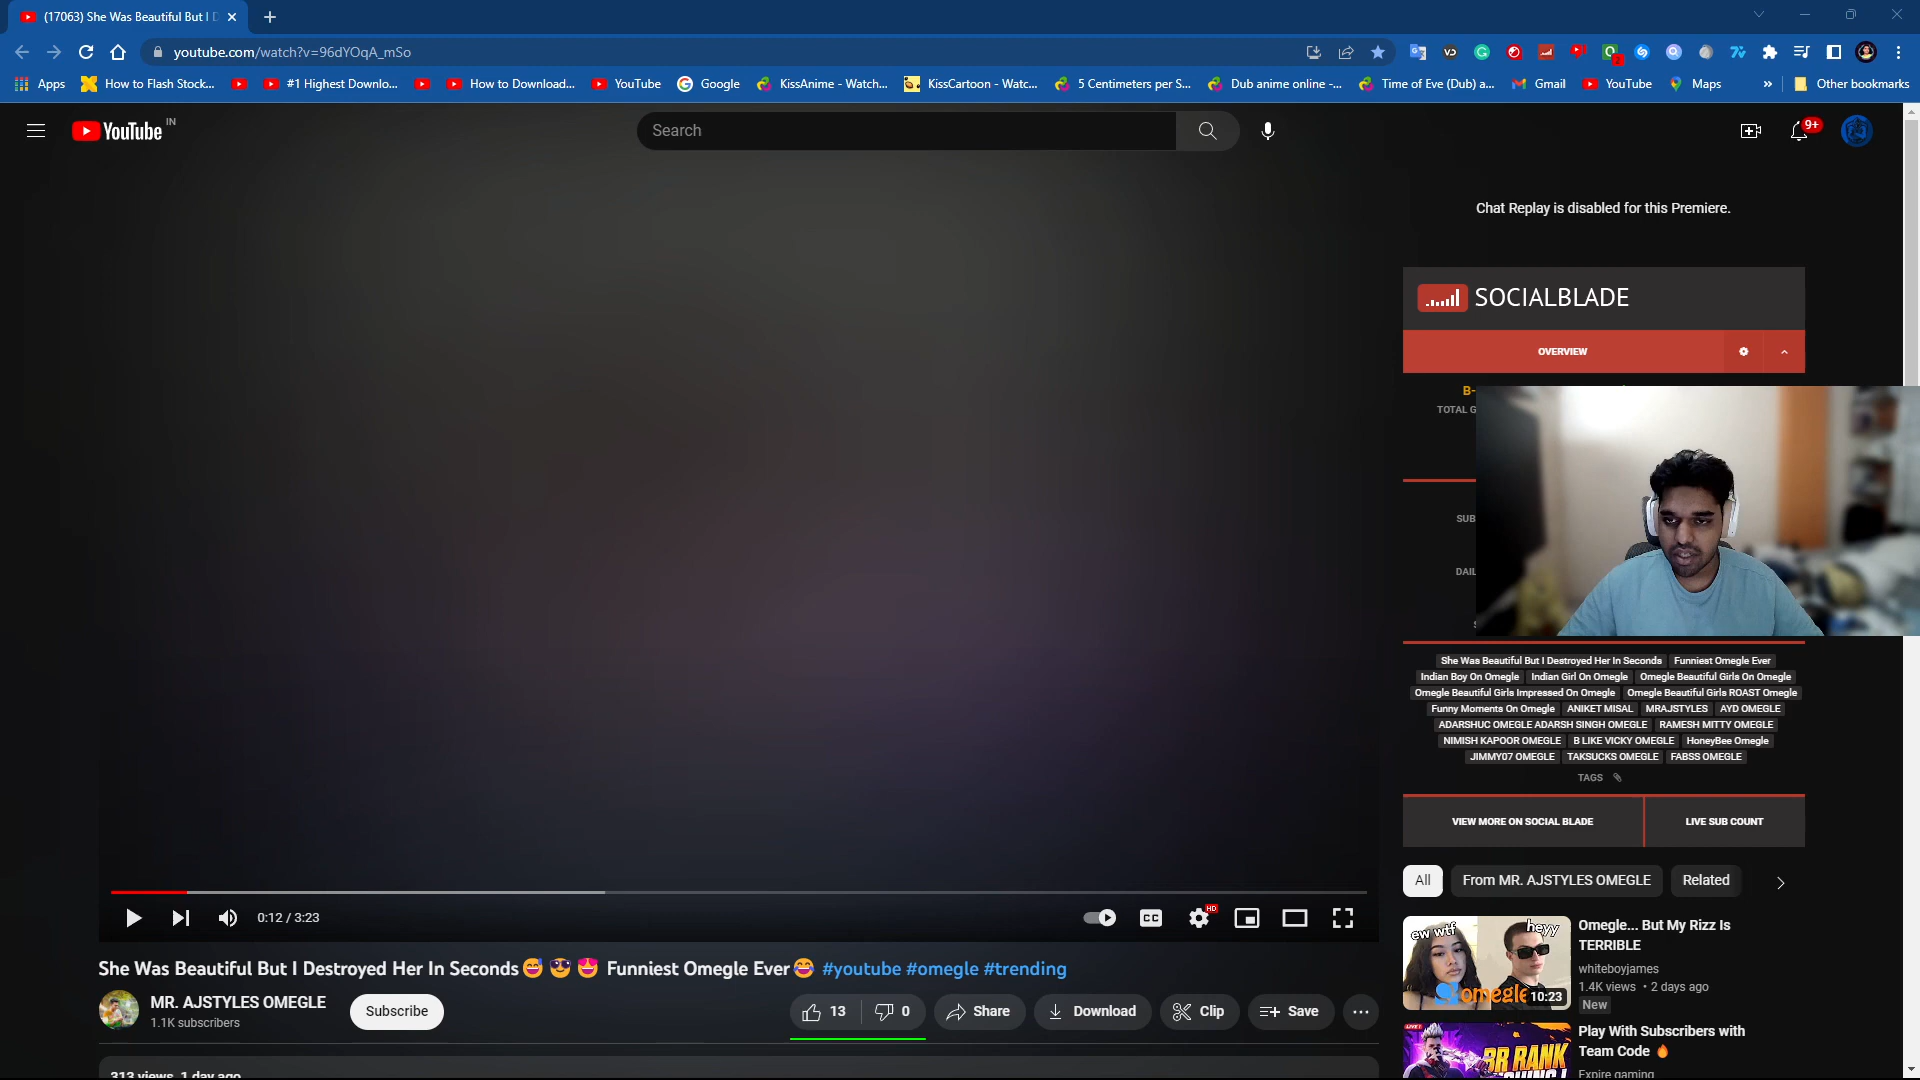 (17063) She Was Beautiful But I D
youtube.com/watch?v=96dYOqA_mSo
Apps
How to Flash Stock...
#1 Highest Downlo...
How to Download...
YouTube
Google
KissAnime - Watch...
KissCartoon - Watc...
5 Centimeters per S...
Dub anime online -...
Time of Eve (Dub) a...
Gmail
YouTube
Maps
»
Other bookmarks
YouTube IN
Search
9+
Chat Replay is disabled for this Premiere.
SOCIALBLADE
OVERVIEW
B-
TOTAL G
SUB
DAIL
She Was Beautiful But I Destroyed Her In Seconds Funniest Omegle Ever
Indian Boy On Omegle Indian Girl On Omegle Omegle Beautiful Girls On Omegle
Omegle Beautiful Girls Impressed On Omegle Omegle Beautiful Girls ROAST Omegle
Funny Moments On Omegle ANIKET MISAL MRAJSTYLES AYD OMEGLE
ADARSHUC OMEGLE ADARSH SINGH OMEGLE RAMESH MITTY OMEGLE
NIMISH KAPOOR OMEGLE B LIKE VICKY OMEGLE HoneyBee Omegle
JIMMY07 OMEGLE TAKSUCKS OMEGLE FABSS OMEGLE
TAGS
VIEW MORE ON SOCIAL BLADE
LIVE SUB COUNT
All
From MR. AJSTYLES OMEGLE
Related
0:12 / 3:23
CC
HD
She Was Beautiful But I Destroyed Her In Seconds😅 😎 😍 Funniest Omegle Ever😂 #youtube #omegle #trending
MR. AJSTYLES OMEGLE
1.1K subscribers
Subscribe
13
0
Share
Download
Clip
Save
313 views 1 day ago
ew wtf
heyy
omegle
10:23
Omegle... But My Rizz Is
TERRIBLE
whiteboyjames
1.4K views • 2 days ago
New
LIVE!
BR RANK
Play With Subscribers with
Team Code 🔥
Expire gaming